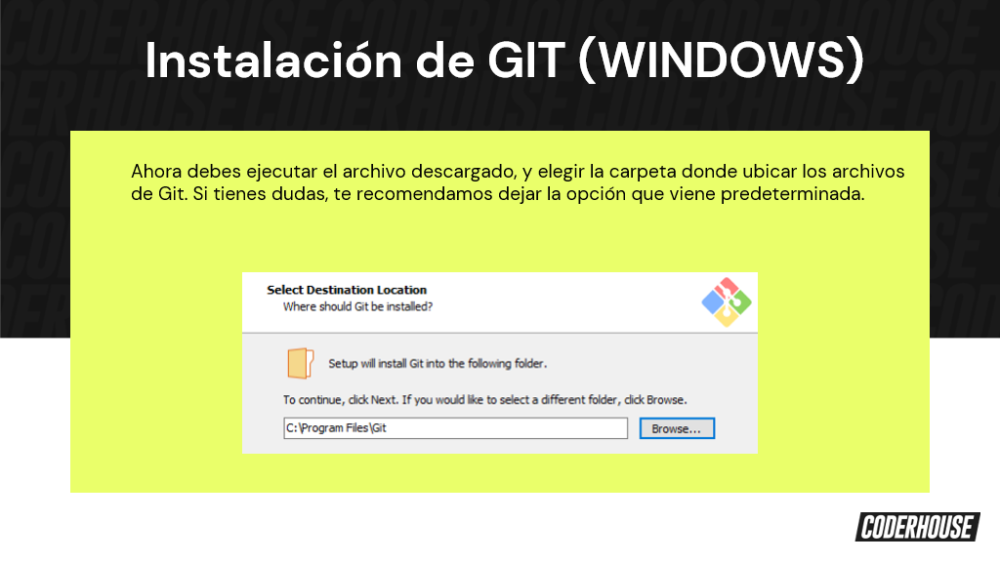 Instalación de GIT (WINDOWS)
Ahora debes ejecutar el archivo descargado, y elegir la carpeta donde ubicar los archivos
de Git. Si tienes dudas, te recomendamos dejar la opción que viene predeterminada.
Select Destination Location
Where should Git be installed?
Setup will install Git into the following folder.
To continue, click Next. If you would like to select a different folder, click Browse.
C:\Program Files\Git
Browse...
CODERHOUSE